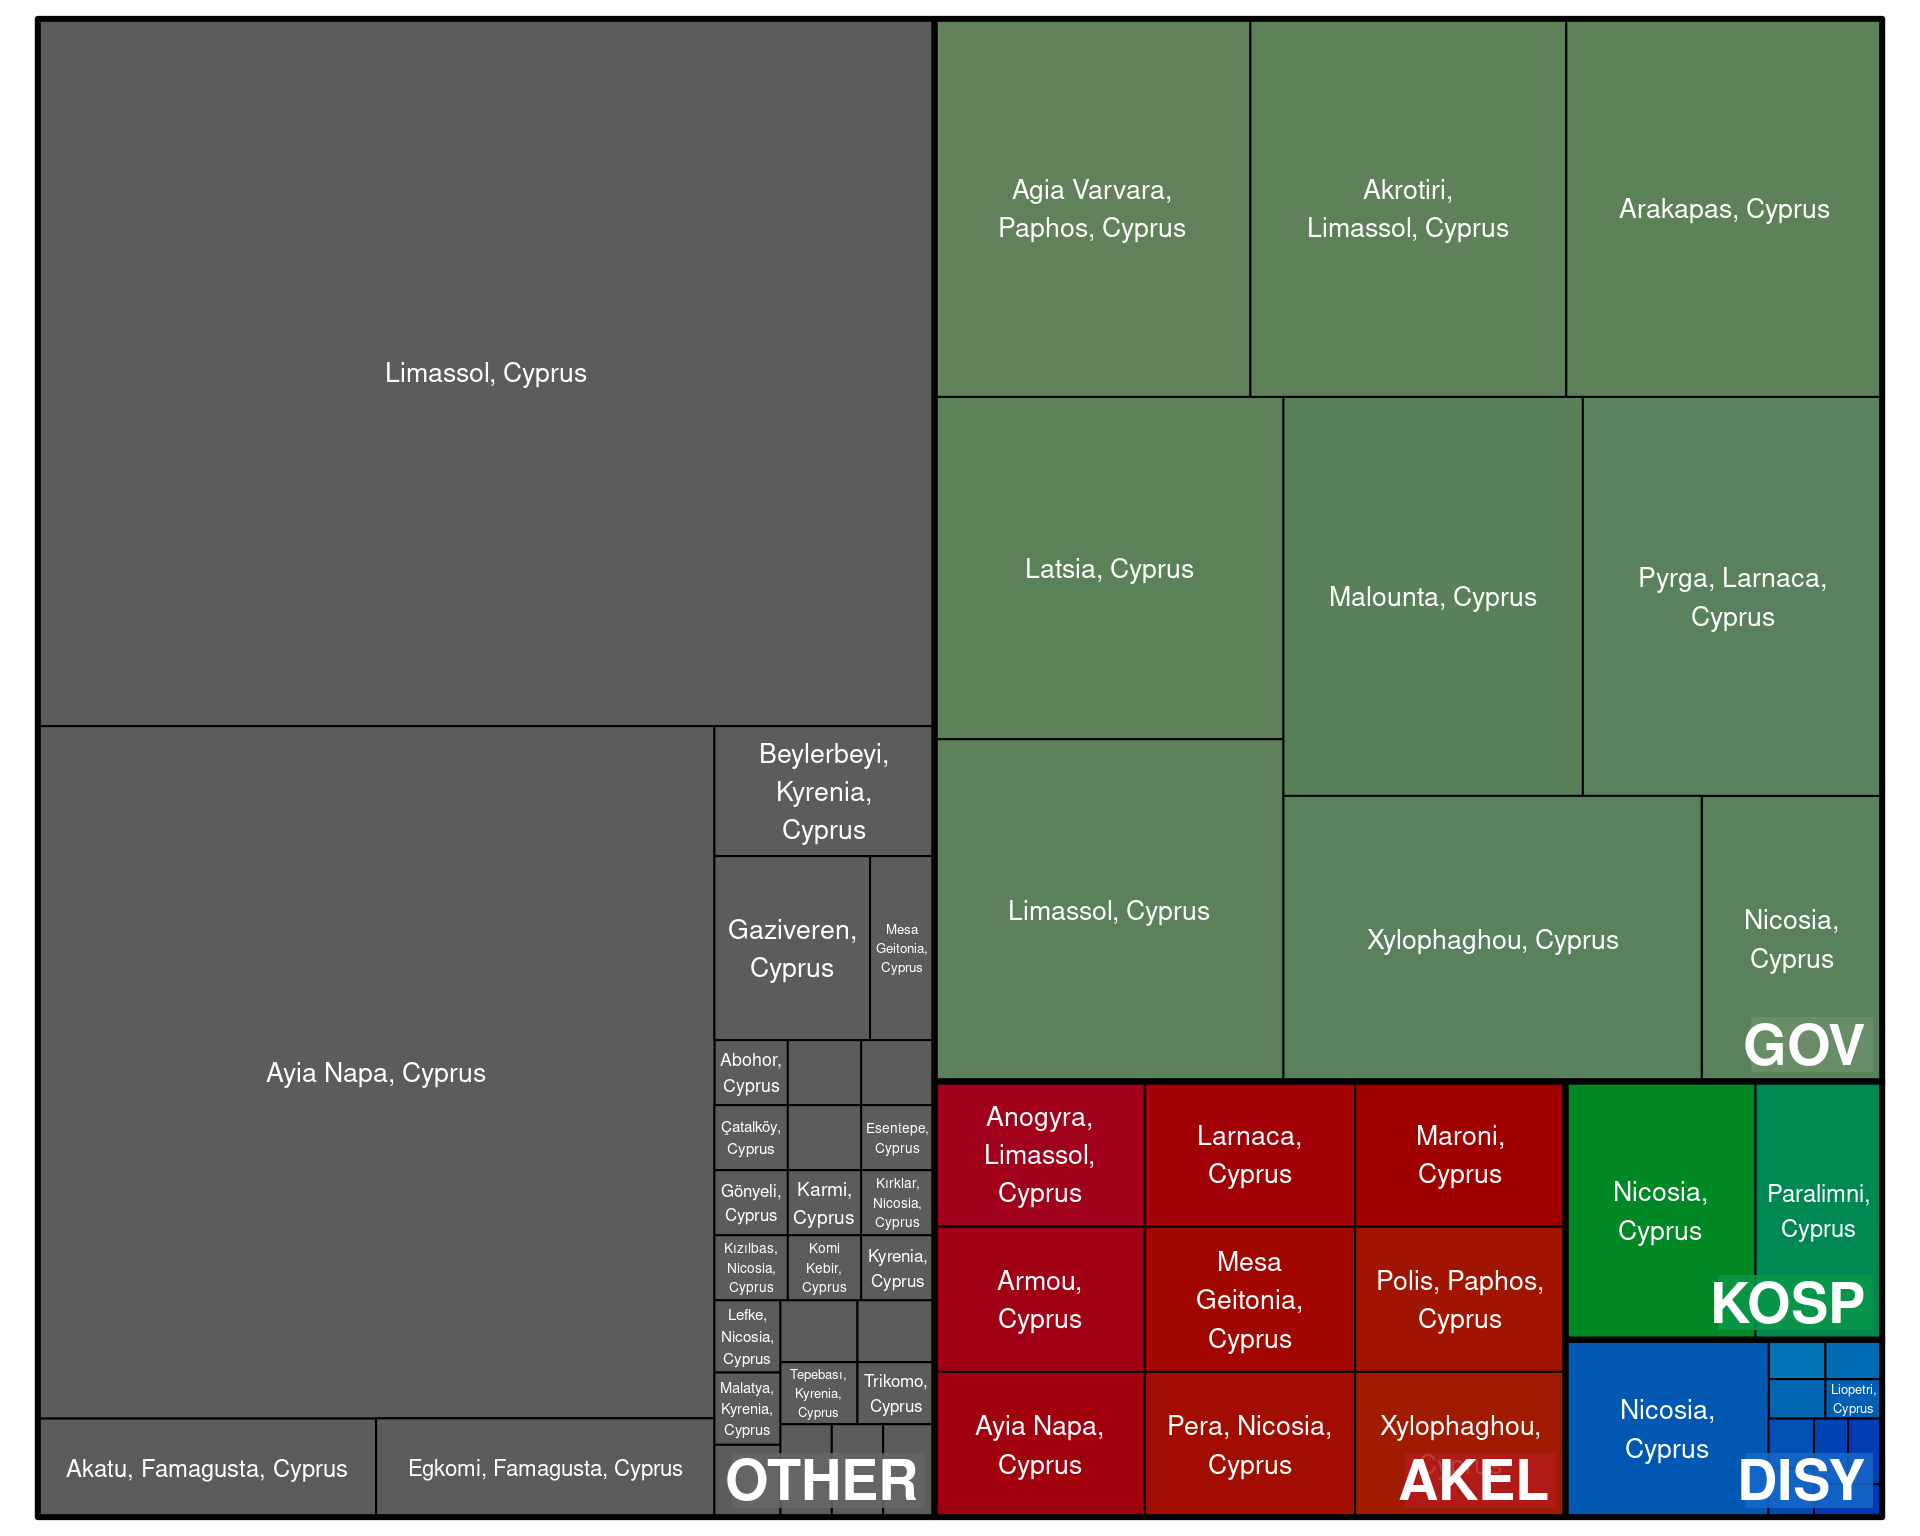 Limassol, Cyprus
Ayia Napa, Cyprus
Akatu, Famagusta, Cyprus
Egkomi, Famagusta, Cyprus
Beylerbeyi,
Kyrenia,
Cyprus
Gaziveren,
Cyprus
Mesa
Geitonia,
Cyprus
Abohor,
Cyprus
Çatalköy,
Cyprus
Esentepe,
Cyprus
Gönyeli,
Cyprus
Karmi,
Cyprus
Kırklar,
Nicosia,
Cyprus
Kızılbas,
Nicosia,
Cyprus
Komi
Kebir,
Cyprus
Kyrenia,
Cyprus
Lefke,
Nicosia,
Cyprus
Malatya,
Kyrenia,
Cyprus
Tepebası,
Kyrenia,
Cyprus
Trikomo,
Cyprus
OTHER
Agia Varvara,
Paphos, Cyprus
Akrotiri,
Limassol, Cyprus
Arakapas, Cyprus
Latsia, Cyprus
Malounta, Cyprus
Pyrga, Larnaca,
Cyprus
Limassol, Cyprus
Xylophaghou, Cyprus
Nicosia,
Cyprus
GOV
Anogyra,
Limassol,
Cyprus
Larnaca,
Cyprus
Maroni,
Cyprus
Armou,
Cyprus
Mesa
Geitonia,
Cyprus
Polis, Paphos,
Cyprus
Ayia Napa,
Cyprus
Pera, Nicosia,
Cyprus
Xylophaghou,
Cyprus
AKEL
Nicosia,
Cyprus
Paralimni,
Cyprus
KOSP
Nicosia,
Cyprus
Liopetri,
Cyprus
DISY